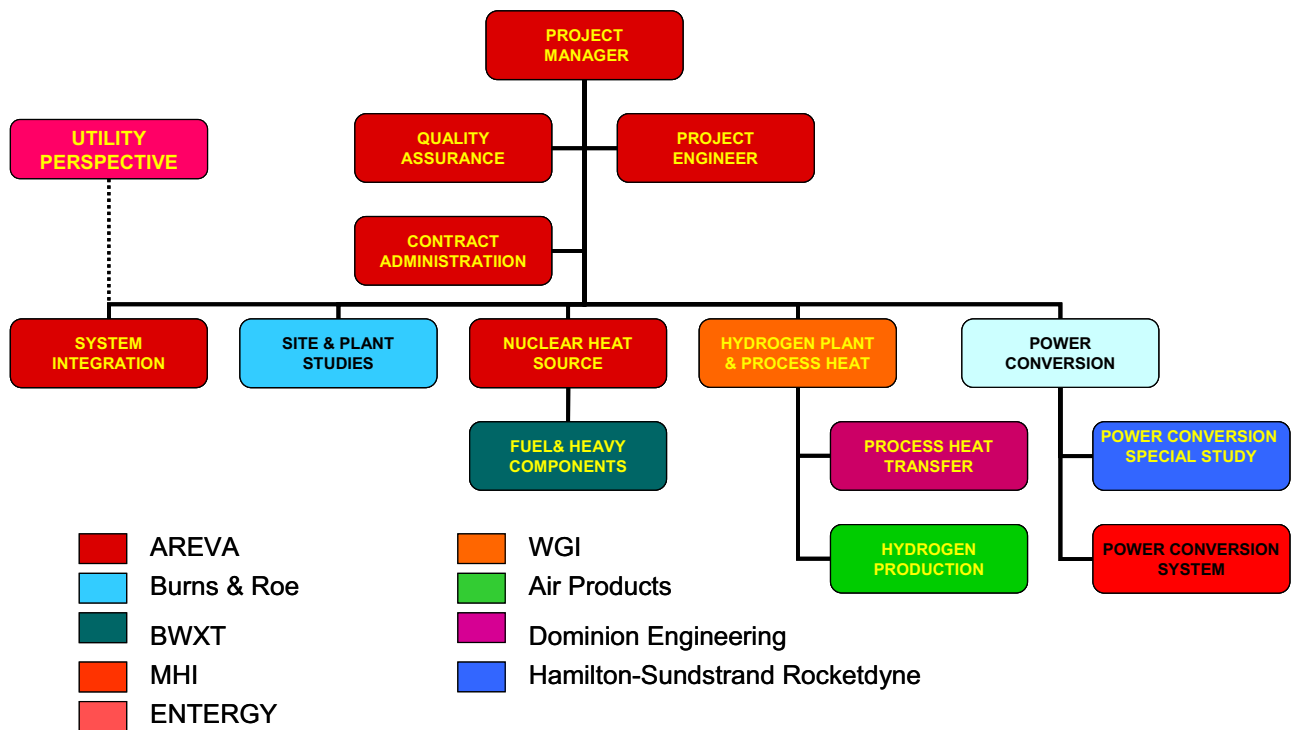 PROJECT
MANAGER
UTILITY
PERSPECTIVE
QUALITY
ASSURANCE
PROJECT
ENGINEER
CONTRACT
ADMINISTRATIION
SYSTEM
INTEGRATION
SITE & PLANT
STUDIES
NUCLEAR HEAT
SOURCE
HYDROGEN PLANT
& PROCESS HEAT
POWER
CONVERSION
FUEL& HEAVY
COMPONENTS
PROCESS HEAT
TRANSFER
POWER CONVERSION
SPECIAL STUDY
HYDROGEN
PRODUCTION
POWER CONVERSION
SYSTEM
AREVA
Burns & Roe
BWXT
MHI
ENTERGY
WGI
Air Products
Dominion Engineering
Hamilton-Sundstrand Rocketdyne